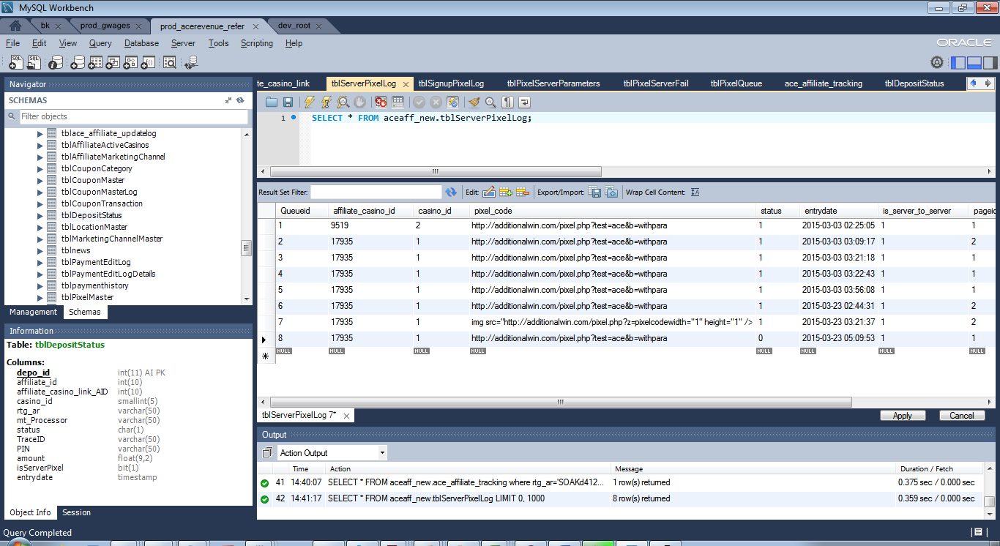 MySQL Workbench
bk prod_gwages prod_acerevenue_refer dev_root
File Edit View Query Database Server Tools Scripting Help
ORACLE
Navigator
SCHEMAS
Filter objects
tblace_affiliate_updatelog
tblAffiliateActiveCasinos
tblAffiliateMarketingChannel
tblCouponCategory
tblCouponMaster
tblCouponMasterLog
tblCouponTransaction
tblDepositStatus
tblLocationMaster
tblMarketingChannelMaster
tblnews
tblPaymentEditLog
tblPaymentEditLogDetails
tblpaymenthistory
tblPixelMaster
Management Schemas
Information
Table: tblDepositStatus
Columns:
depo_id int(11) AI PK
affiliate_id int(10)
affiliate_casino_link_AID int(10)
casino_id smallint(5)
rtg_ar varchar(50)
mt_Processor varchar(50)
status char(1)
TraceID varchar(50)
PIN varchar(50)
amount float(9,2)
isServerPixel bit(1)
entrydate timestamp
Object Info Session
te_casino_link tblServerPixelLog tblSignupPixelLog tblPixelServerParameters tblPixelServerFail tblPixelQueue ace_affiliate_tracking tblDepositStatus
1 SELECT * FROM aceaff_new.tblServerPixelLog;
Result Set Filter: Edit: Export/Import: Wrap Cell Content:
Queueid affiliate_casino_id casino_id pixel_code status entrydate is_server_to_server pageid
1 9519 2 http://additionalwin.com/pixel.php?test=ace&b=withpara 1 2015-03-03 02:25:05 1 1
2 17935 1 http://additionalwin.com/pixel.php?test=ace&b=withpara 1 2015-03-03 03:09:17 1 2
3 17935 1 http://additionalwin.com/pixel.php?test=ace&b=withpara 1 2015-03-03 03:21:18 1 1
4 17935 1 http://additionalwin.com/pixel.php?test=ace&b=withpara 1 2015-03-03 03:22:43 1 1
5 17935 1 http://additionalwin.com/pixel.php?test=ace&b=withpara 1 2015-03-03 03:56:08 1 1
6 17935 1 http://additionalwin.com/pixel.php?test=ace&b=withpara 1 2015-03-23 02:44:31 1 2
7 17935 1 img src="http://additionalwin.com/pixel.php?z=pixelcodewidth="1" height="1" /> 1 2015-03-23 03:21:37 1 2
8 17935 1 http://additionalwin.com/pixel.php?test=ace&b=withpara 0 2015-03-23 05:09:53 1 1
NULL NULL NULL NULL NULL NULL NULL NULL
tblServerPixelLog 7* Apply Cancel
Output
Action Output
Time Action Message Duration / Fetch
41 14:40:07 SELECT * FROM aceaff_new.ace_affiliate_tracking where rtg_ar='SOAKd412... 1 row(s) returned 0.375 sec / 0.000 sec
42 14:41:17 SELECT * FROM aceaff_new.tblServerPixelLog LIMIT 0, 1000 8 row(s) returned 0.359 sec / 0.000 sec
Query Completed